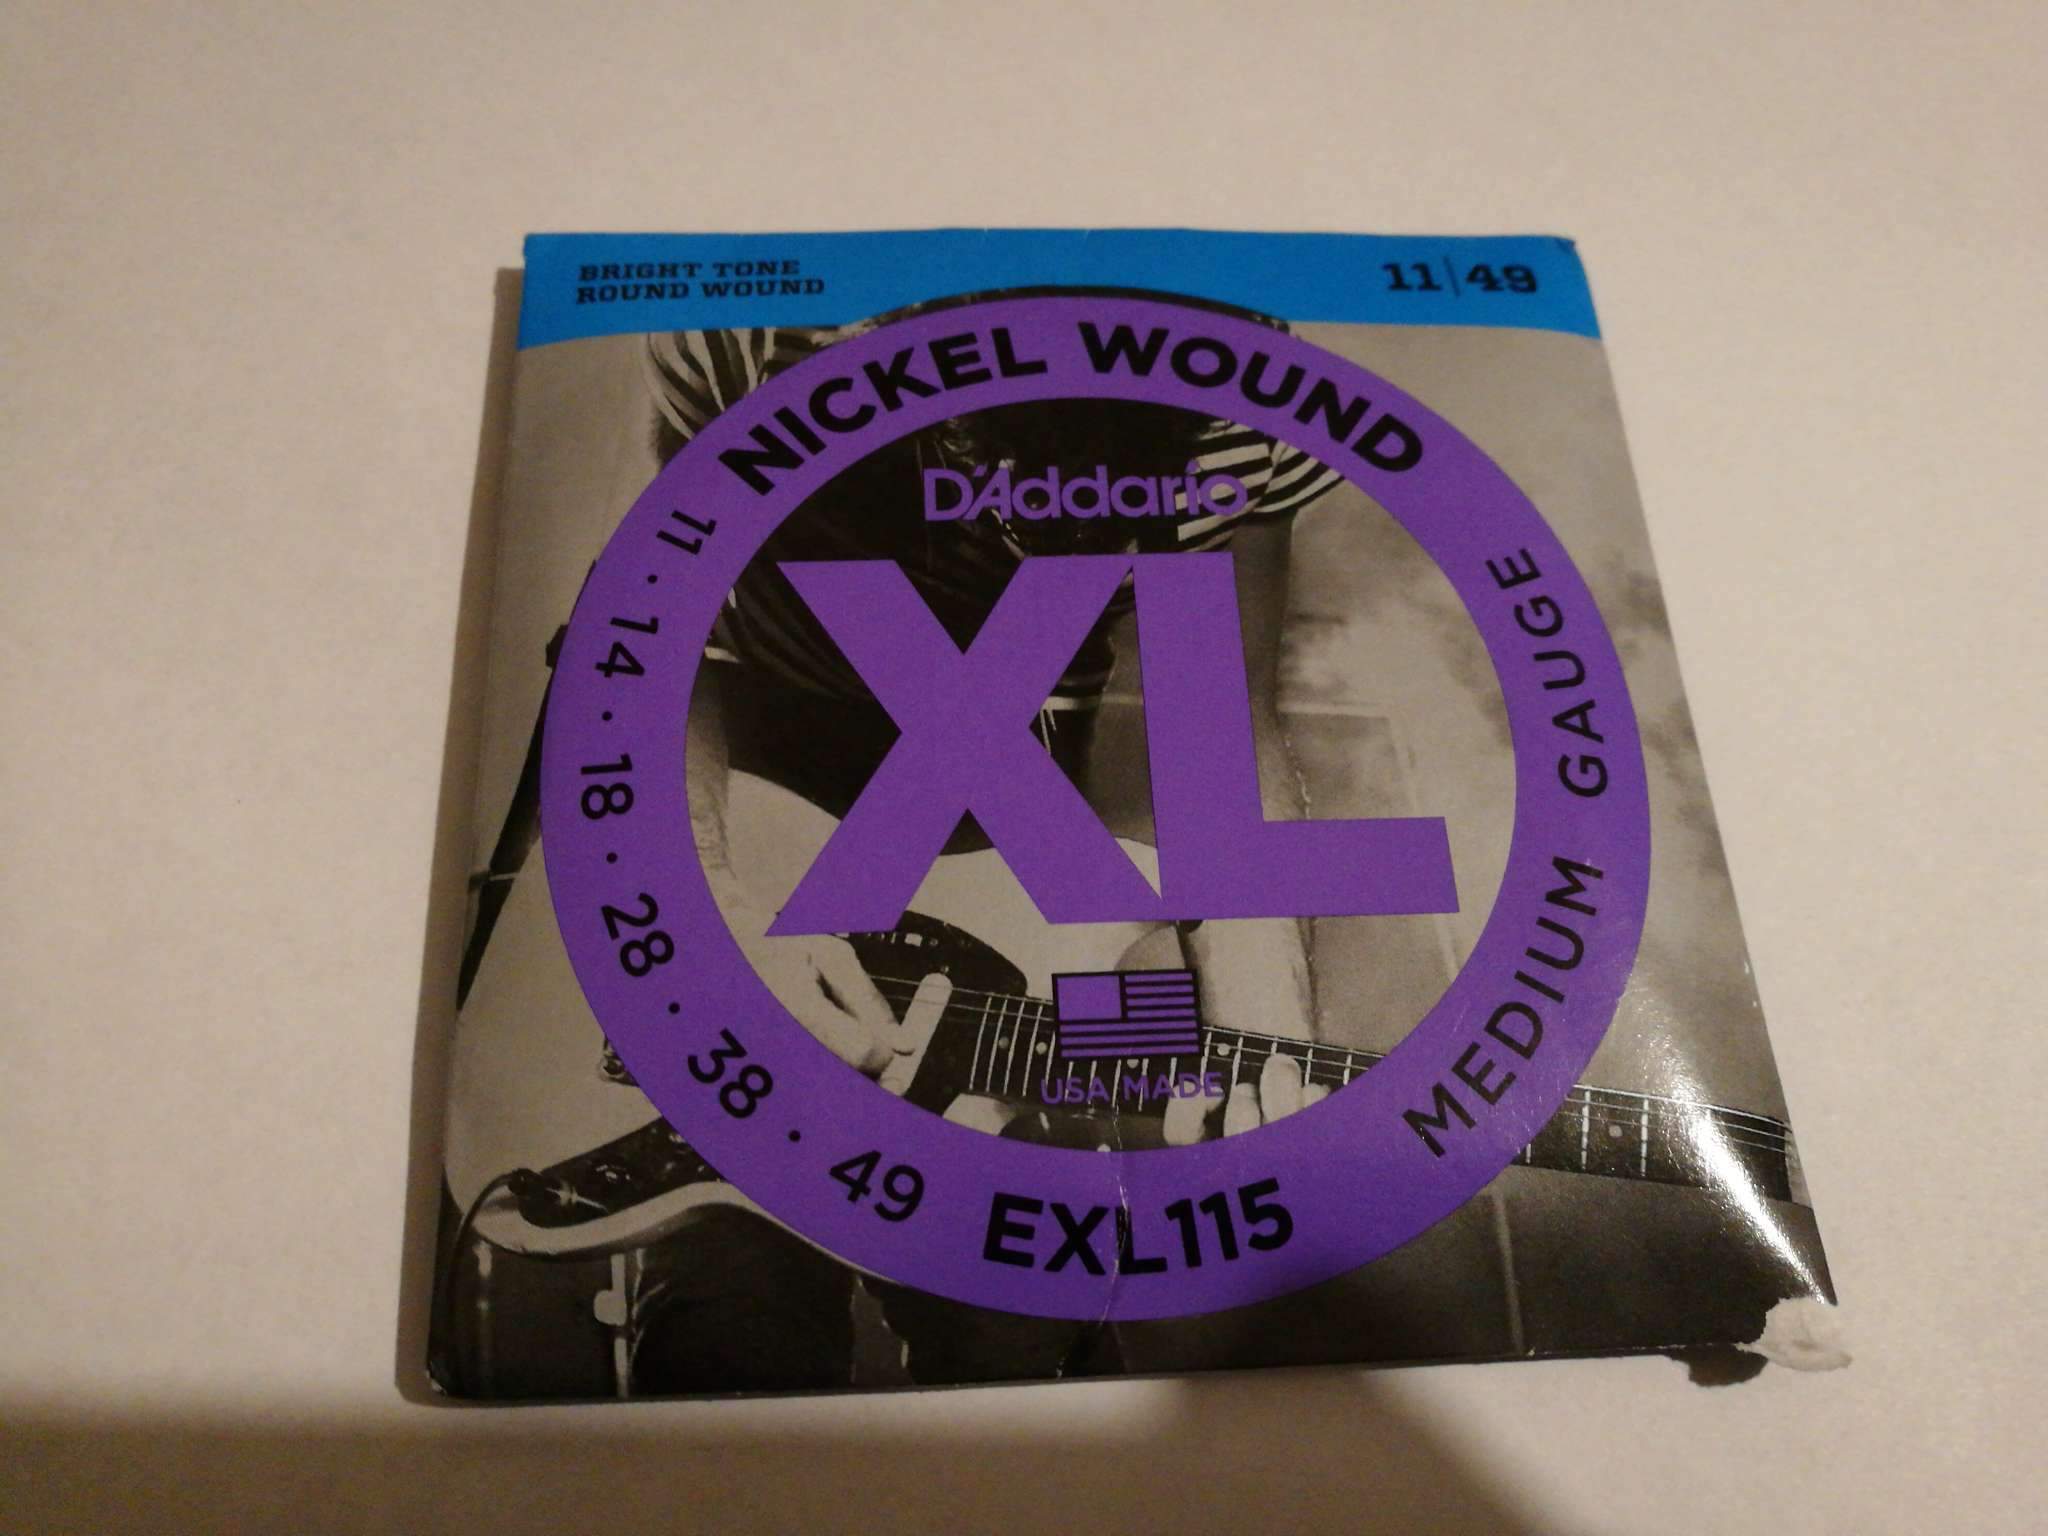 BRIGHT TONE
ROUND WOUND
11|49
NICKEL WOUND
D'Addario
XL
USA MADE
11 · 14 · 18 · 28 · 38 · 49
EXL115
MEDIUM GAUGE